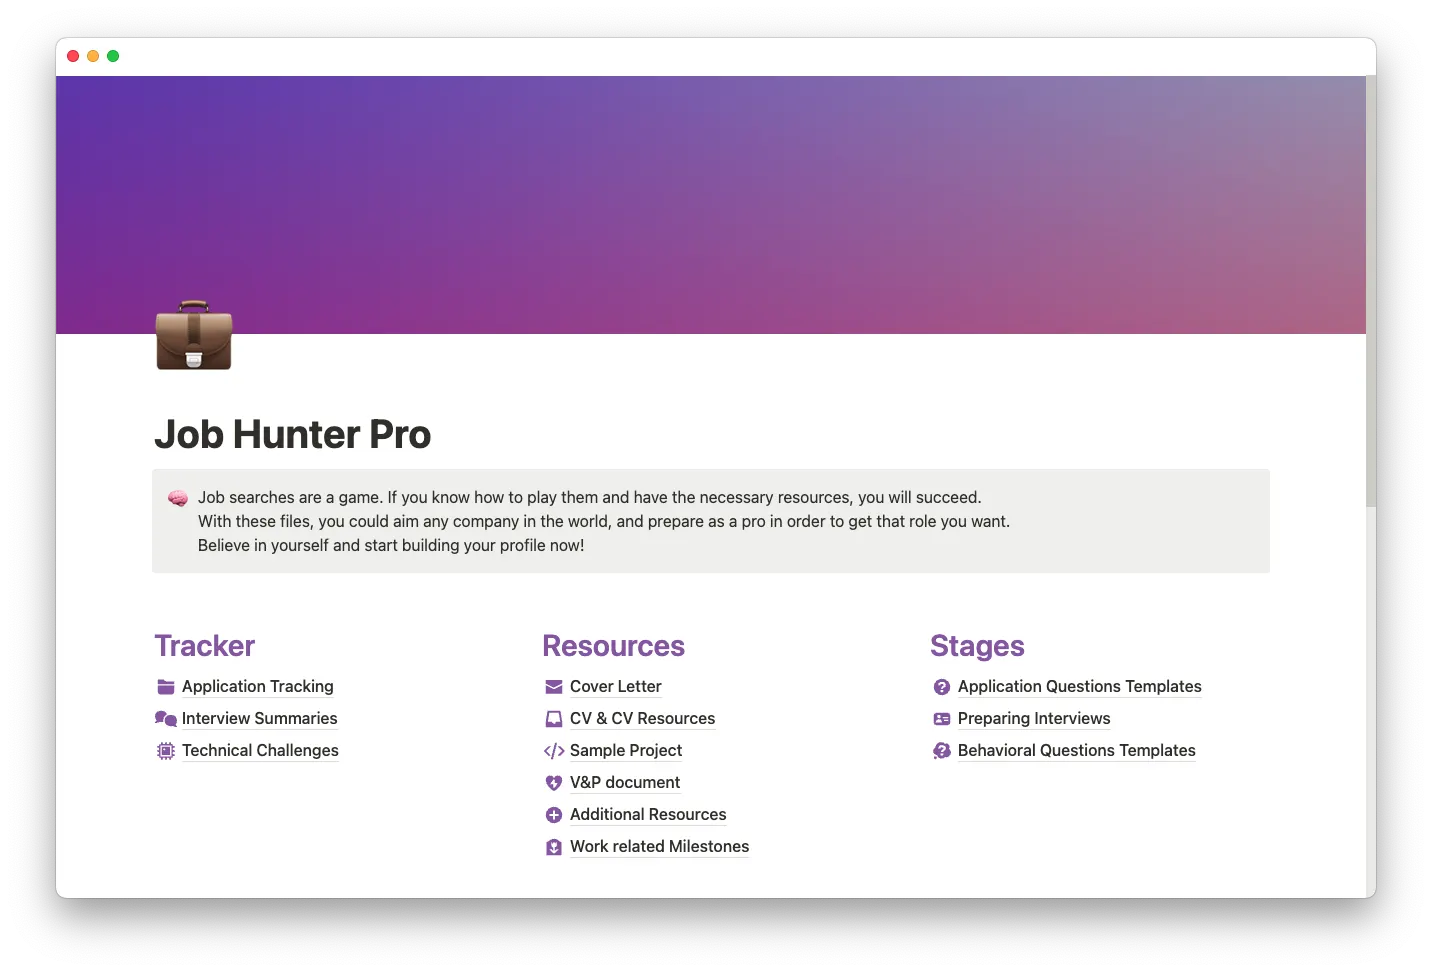 Job Hunter Pro
Job searches are a game. If you know how to play them and have the necessary resources, you will succeed.
With these files, you could aim any company in the world, and prepare as a pro in order to get that role you want.
Believe in yourself and start building your profile now!
Tracker
Application Tracking
Interview Summaries
Technical Challenges
Resources
Cover Letter
CV & CV Resources
Sample Project
V&P document
Additional Resources
Work related Milestones
Stages
Application Questions Templates
Preparing Interviews
Behavioral Questions Templates